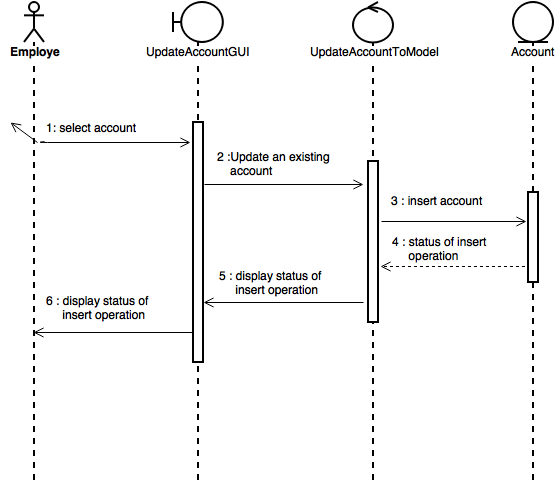 Employe
UpdateAccountGUI
UpdateAccountToModel
Account
1: select account
2 :Update an existing
account
3 : insert account
4 : status of insert
operation
5 : display status of
insert operation
6 : display status of
insert operation